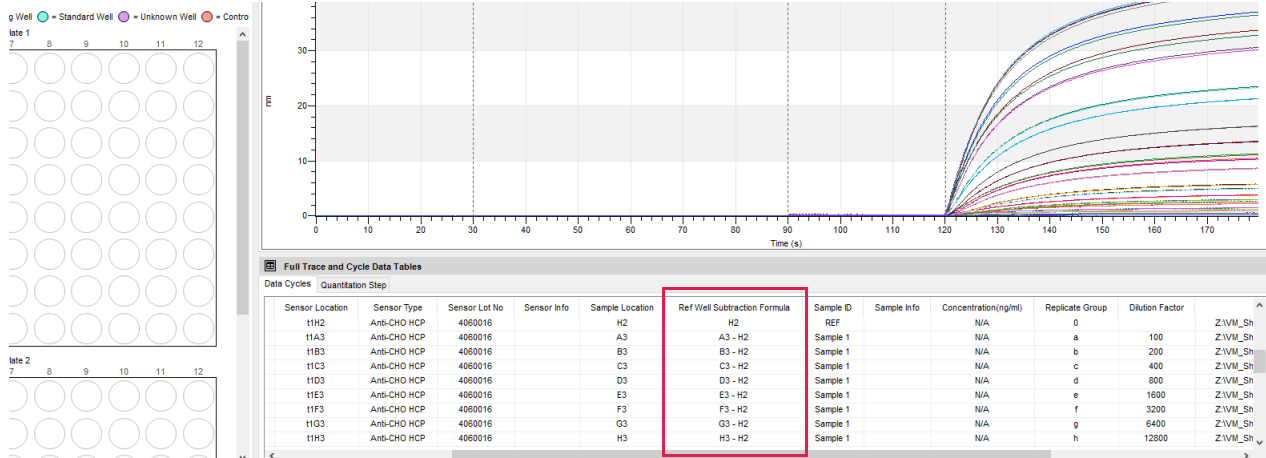 g Well = Standard Well = Unknown Well = Contro
late 1
7 8 9 10 11 12
late 2
7 8 9 10 11 12
nm
30
20
10
0
0 10 20 30 40 50 60 70 80 90 100 110 120 130 140 150 160 170
Time (s)
Full Trace and Cycle Data Tables
Data Cycles Quantitation Step
Sensor Location Sensor Type Sensor Lot No Sensor Info Sample Location Ref Well Subtraction Formula Sample ID Sample Info Concentration(ng/ml) Replicate Group Dilution Factor
t1H2 Anti-CHO HCP 4060016 H2 H2 REF N/A 0 Z:\VM_Sh
t1A3 Anti-CHO HCP 4060016 A3 A3 - H2 Sample 1 N/A a 100 Z:\VM_Sh
t1B3 Anti-CHO HCP 4060016 B3 B3 - H2 Sample 1 N/A b 200 Z:\VM_Sh
t1C3 Anti-CHO HCP 4060016 C3 C3 - H2 Sample 1 N/A c 400 Z:\VM_Sh
t1D3 Anti-CHO HCP 4060016 D3 D3 - H2 Sample 1 N/A d 800 Z:\VM_Sh
t1E3 Anti-CHO HCP 4060016 E3 E3 - H2 Sample 1 N/A e 1600 Z:\VM_Sh
t1F3 Anti-CHO HCP 4060016 F3 F3 - H2 Sample 1 N/A f 3200 Z:\VM_Sh
t1G3 Anti-CHO HCP 4060016 G3 G3 - H2 Sample 1 N/A g 6400 Z:\VM_Sh
t1H3 Anti-CHO HCP 4060016 H3 H3 - H2 Sample 1 N/A h 12800 Z:\VM_Sh